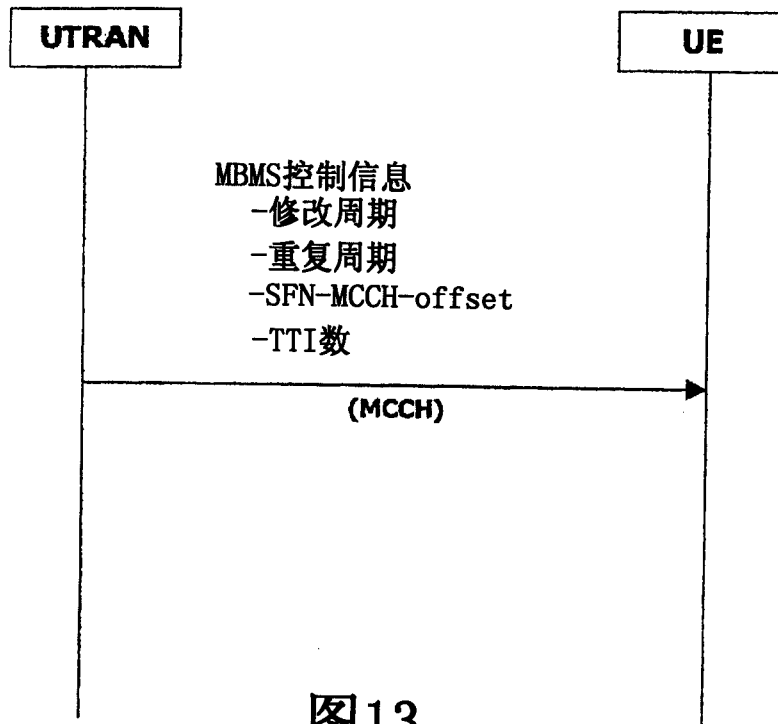 UTRAN
UE
MBMS控制信息
-修改周期
-重复周期
-SFN-MCCH-offset
-TTI数
(MCCH)
图13